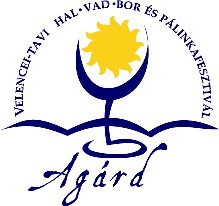 VELENCEI-TAVI HAL•VAD•BOR ÉS PÁLINKAFESZTIVÁL
Agárd